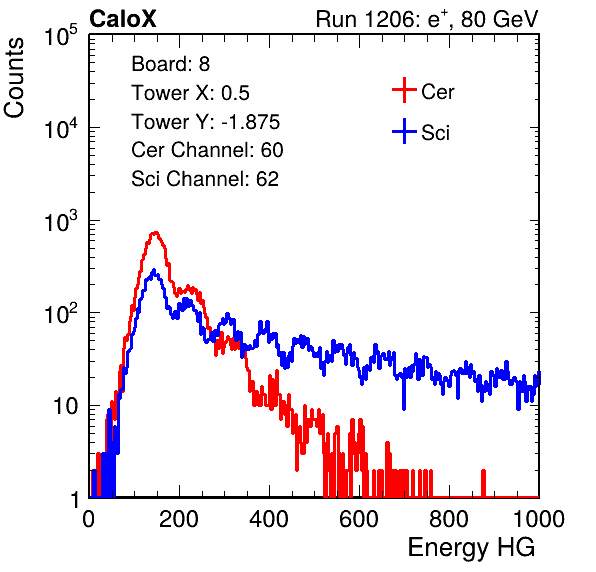 CaloX Run 1206: e⁺, 80 GeV
Counts
10⁵
10⁴
10³
10²
10
1
Board: 8
Tower X: 0.5
Tower Y: -1.875
Cer Channel: 60
Sci Channel: 62
Cer
Sci
0 200 400 600 800 1000
Energy HG